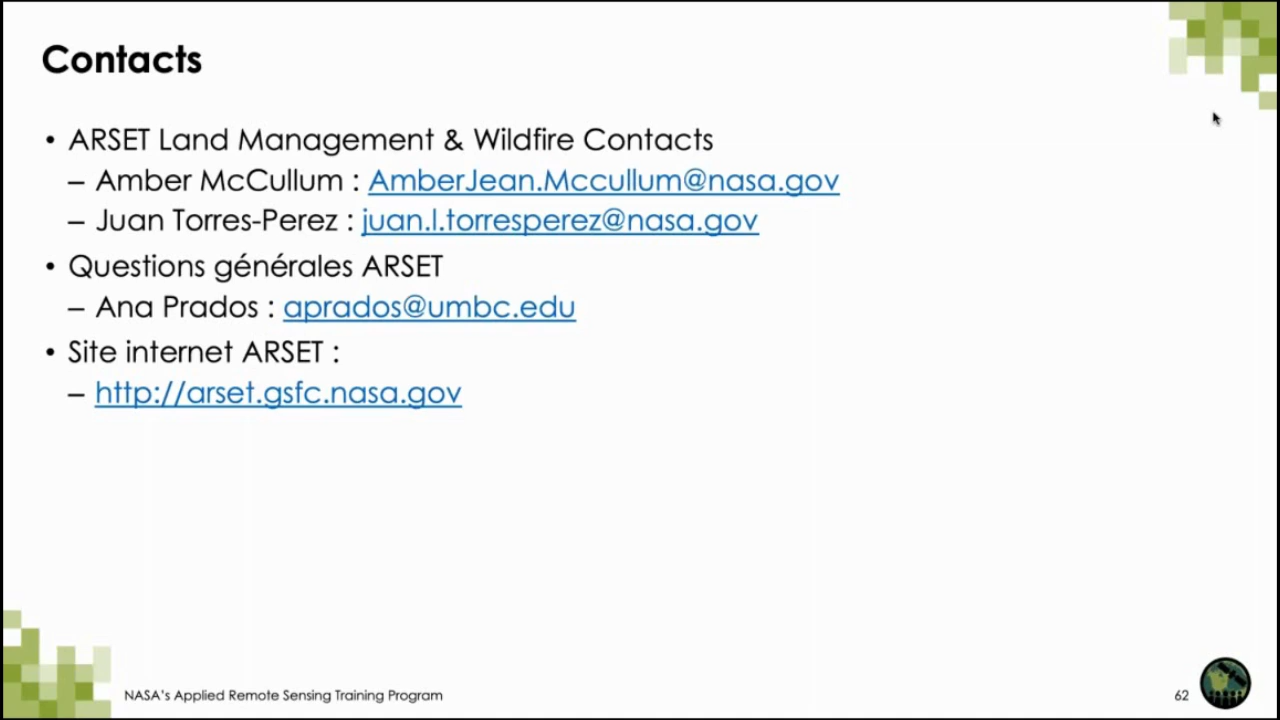 Contacts
• ARSET Land Management & Wildfire Contacts
– Amber McCullum : AmberJean.Mccullum@nasa.gov
– Juan Torres-Perez : juan.l.torresperez@nasa.gov
• Questions générales ARSET
– Ana Prados : aprados@umbc.edu
• Site internet ARSET :
– http://arset.gsfc.nasa.gov
NASA's Applied Remote Sensing Training Program
62